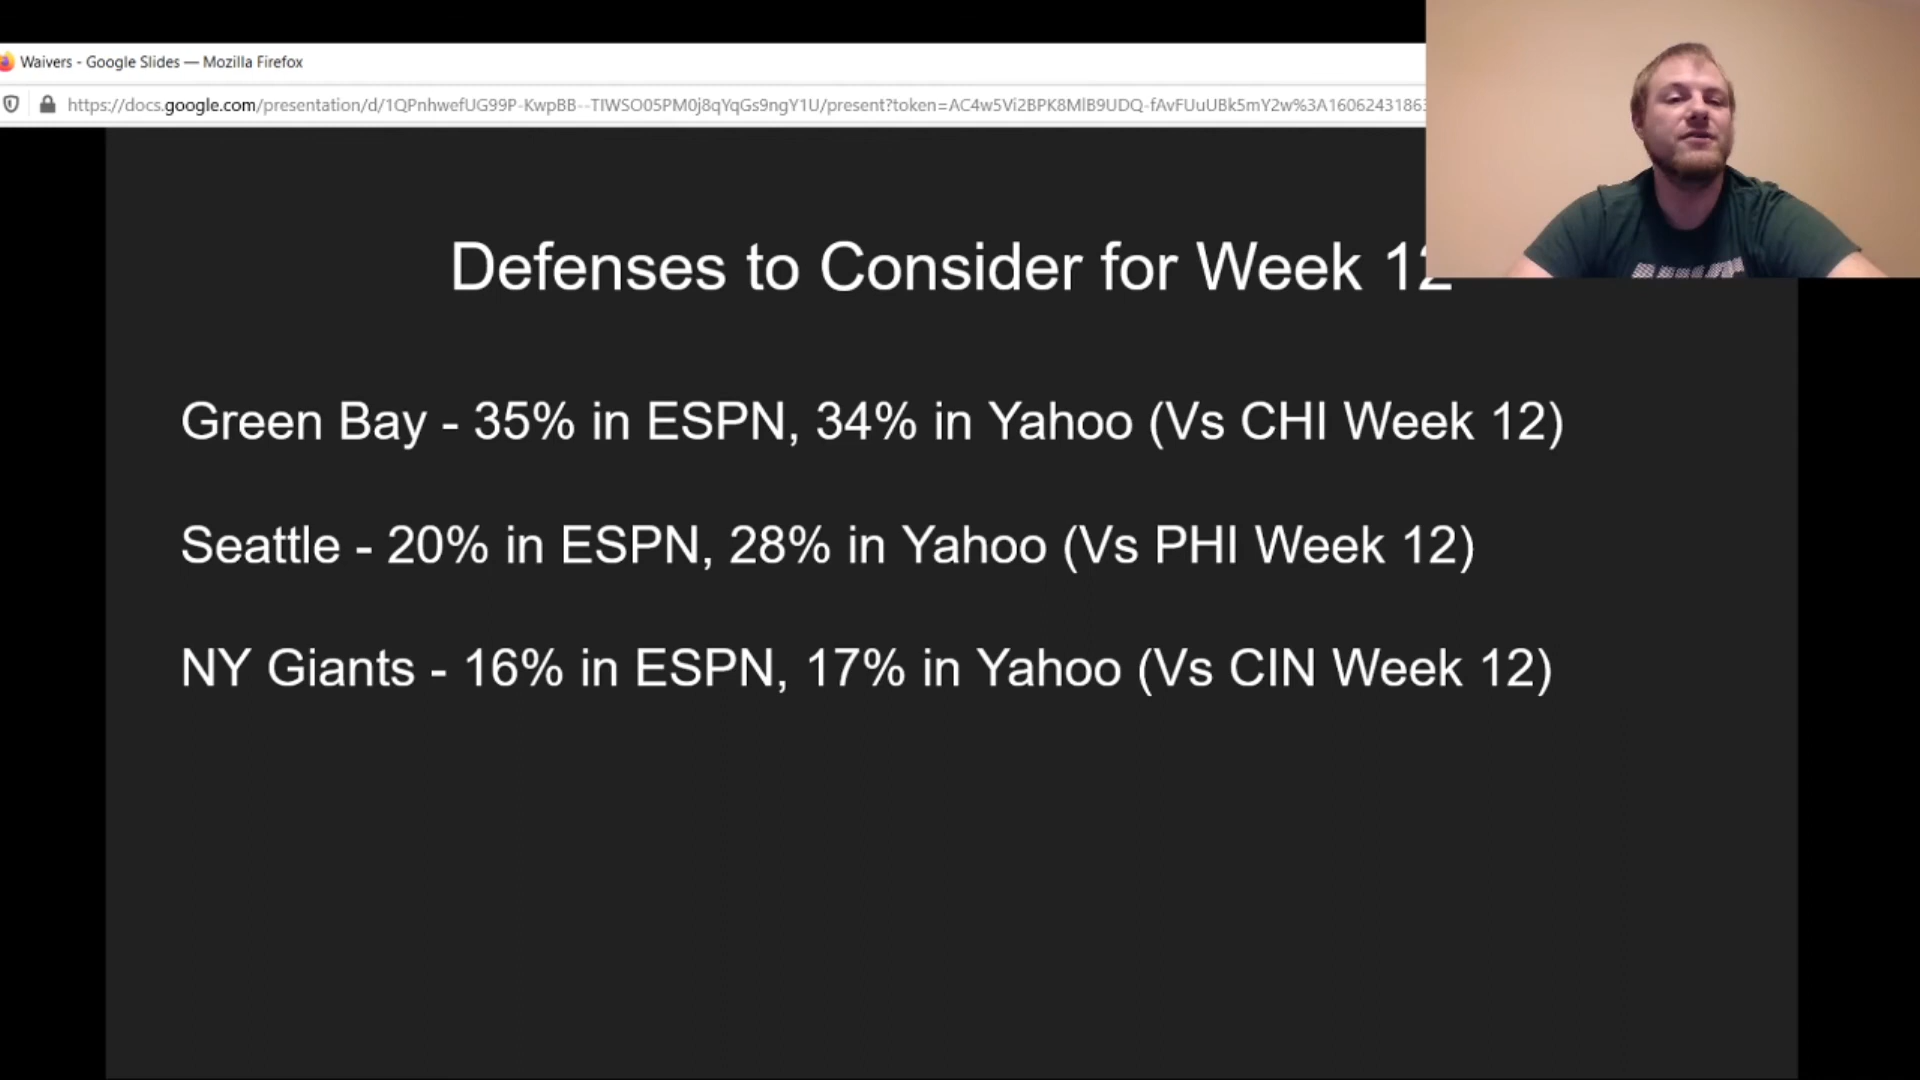 Waivers - Google Slides — Mozilla Firefox
https://docs.google.com/presentation/d/1QPnhwefUG99P-KwpBB--TIWSO05PM0j8qYqGs9ngY1U/present?token=AC4w5Vi2BPK8MlB9UDQ-fAvFUuUBk5mY2w%3A1606243186
Defenses to Consider for Week 12
Green Bay - 35% in ESPN, 34% in Yahoo (Vs CHI Week 12)
Seattle - 20% in ESPN, 28% in Yahoo (Vs PHI Week 12)
NY Giants - 16% in ESPN, 17% in Yahoo (Vs CIN Week 12)